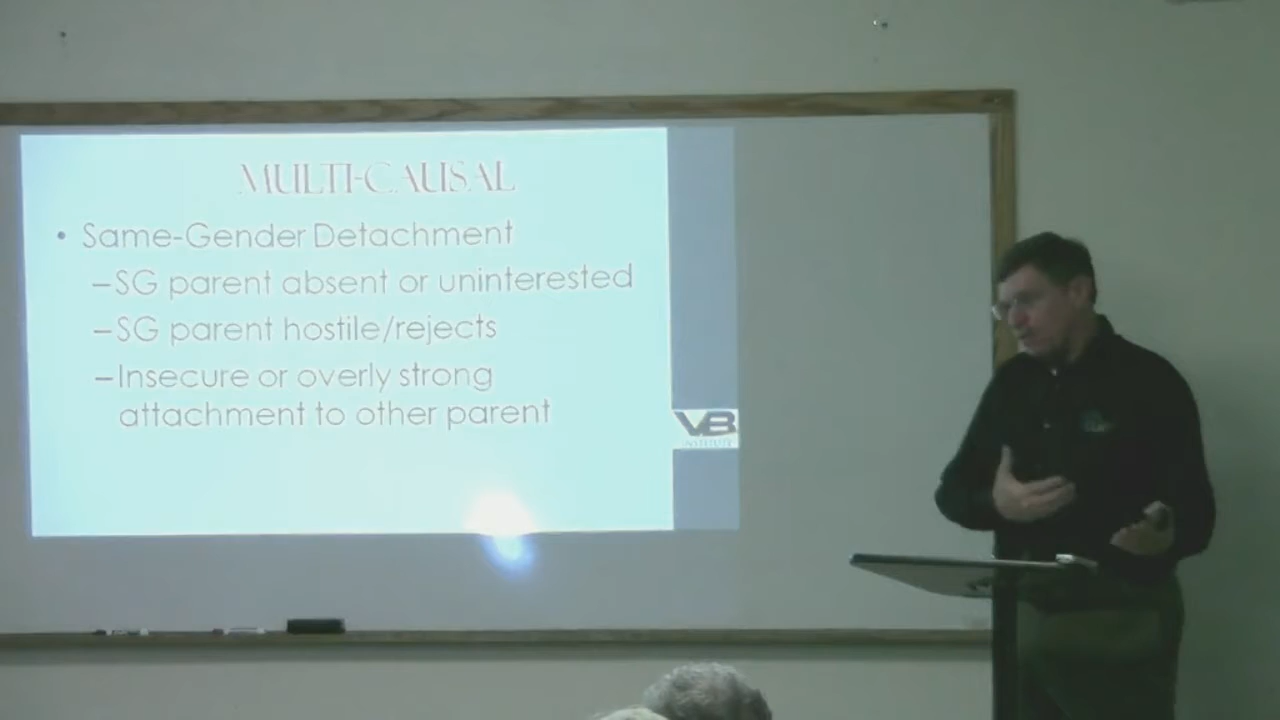 MULTI-CAUSAL
• Same-Gender Detachment
–SG parent absent or uninterested
–SG parent hostile/rejects
–Insecure or overly strong
attachment to other parent
VB
INSTITUTE